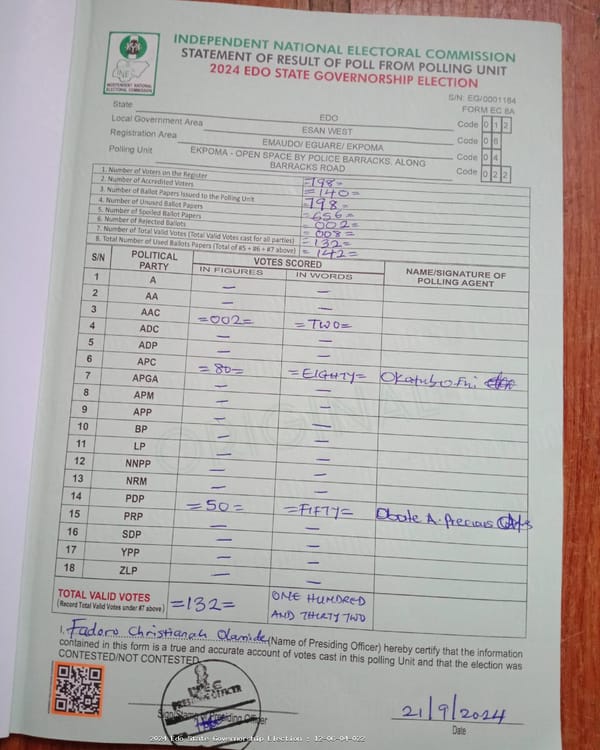 INDEPENDENT NATIONAL ELECTORAL COMMISSION
STATEMENT OF RESULT OF POLL FROM POLLING UNIT
2024 EDO STATE GOVERNORSHIP ELECTION
INEC
INDEPENDENT NATIONAL
ELECTORAL COMMISSION
S/N: EG/0001184
FORM EC 8A
State EDO Code 0 1 2
Local Government Area ESAN WEST Code 0 6
Registration Area EMAUDO/ EGUARE/ EKPOMA Code 0 4
Polling Unit EKPOMA - OPEN SPACE BY POLICE BARRACKS, ALONG BARRACKS ROAD Code 0 2 2
1. Number of Voters on the Register =798=
2. Number of Accredited Voters =140=
3. Number of Ballot Papers Issued to the Polling Unit 798=
4. Number of Unused Ballot Papers =656=
5. Number of Spoiled Ballot Papers =002=
6. Number of Rejected Ballots =008=
7. Number of Total Valid Votes (Total Valid Votes cast for all parties) =132=
8. Total Number of Used Ballots Papers (Total of #5 + #6 + #7 above) =142=
S/N POLITICAL PARTY VOTES SCORED NAME/SIGNATURE OF POLLING AGENT
IN FIGURES IN WORDS
1 A — —
2 AA — —
3 AAC =002= =TWO=
4 ADC — —
5 ADP — —
6 APC =80= =EIGHTY=
7 APGA — —
8 APM — —
9 APP — —
10 BP — —
11 LP — —
12 NNPP — —
13 NRM — —
14 PDP =50= =FIFTY= A. Precious
15 PRP — —
16 SDP — —
17 YPP — —
18 ZLP — —
TOTAL VALID VOTES =132= ONE HUNDRED
(Record Total Valid Votes under #7 above) AND THIRTY TWO
I, Fadoro Christianah Olamide (Name of Presiding Officer) hereby certify that the information
contained in this form is a true and accurate account of votes cast in this polling Unit and that the election was
CONTESTED/NOT CONTESTED.
PRESIDING OFFICER
Sign/Stamp of Presiding Officer
21/9/2024
Date
2024 Edo State Governorship Election : 12-06-04-022